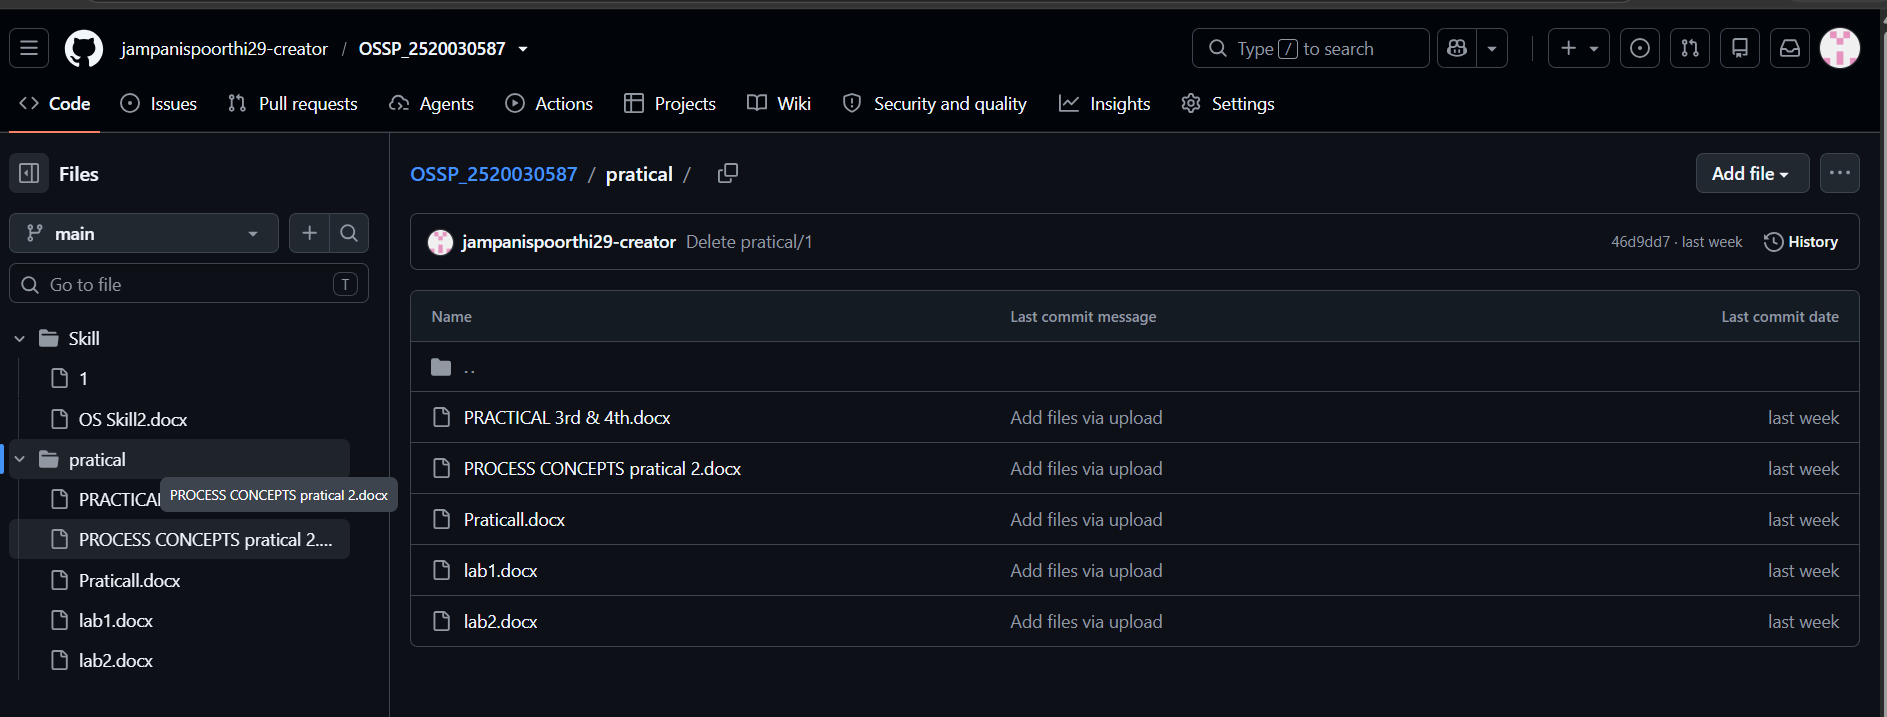 jampanispoorthi29-creator / OSSP_2520030587
Type / to search
Code Issues Pull requests Agents Actions Projects Wiki Security and quality Insights Settings
Files
main
Go to file T
Skill
1
OS Skill2.docx
pratical
PRACTICAL
PROCESS CONCEPTS pratical 2.docx
PROCESS CONCEPTS pratical 2....
Praticall.docx
lab1.docx
lab2.docx
OSSP_2520030587 / pratical /
Add file
jampanispoorthi29-creator Delete pratical/1 46d9dd7 · last week History
Name Last commit message Last commit date
..
PRACTICAL 3rd & 4th.docx Add files via upload last week
PROCESS CONCEPTS pratical 2.docx Add files via upload last week
Praticall.docx Add files via upload last week
lab1.docx Add files via upload last week
lab2.docx Add files via upload last week